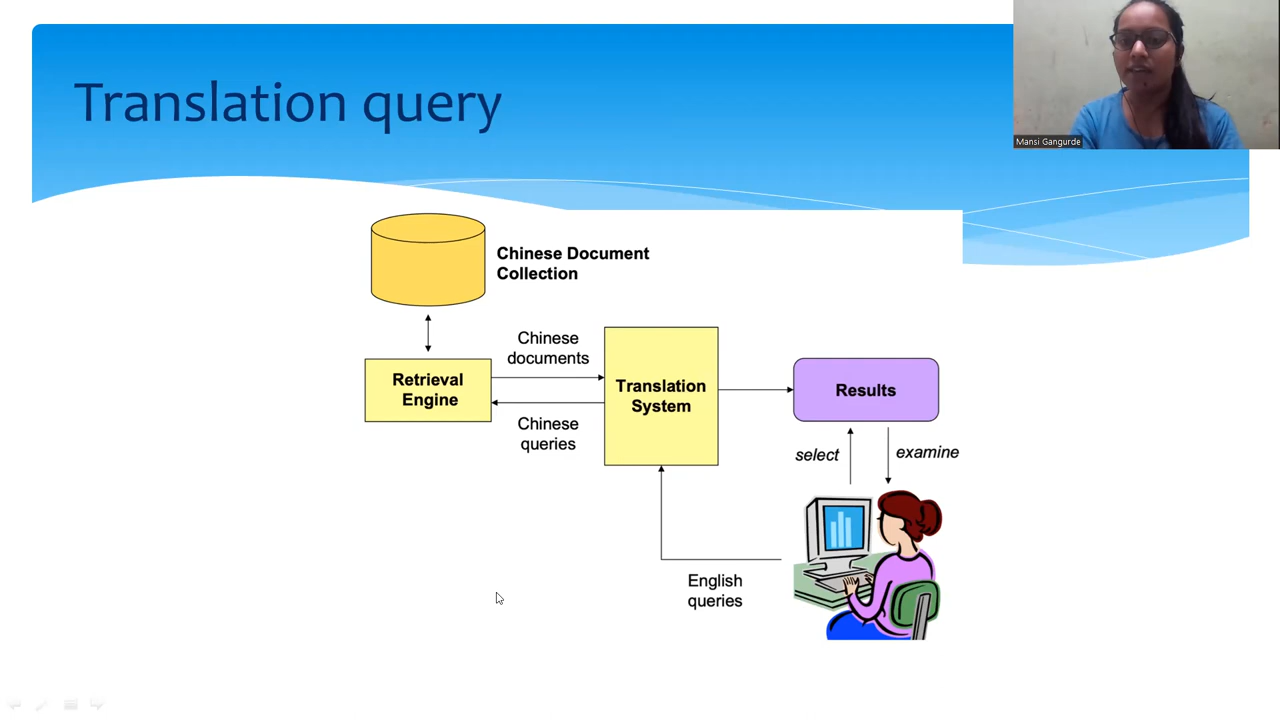 Translation query
Mansi Gangurde
Chinese Document
Collection
Chinese
documents
Retrieval
Engine
Translation
System
Results
Chinese
queries
select
examine
English
queries